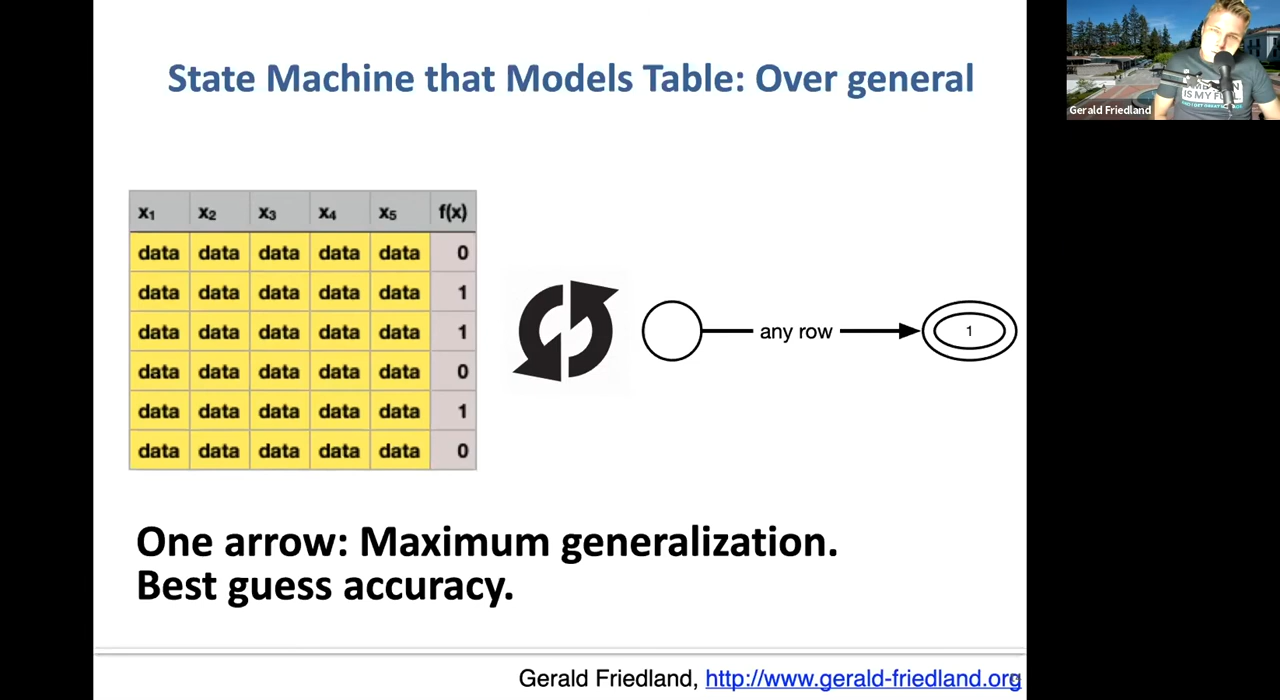 State Machine that Models Table: Over general
x₁ x₂ x₃ x₄ x₅ f(x)
data data data data data 0
data data data data data 1
data data data data data 1
data data data data data 0
data data data data data 1
data data data data data 0
any row
1
One arrow: Maximum generalization.
Best guess accuracy.
Gerald Friedland, http://www.gerald-friedland.org
Gerald Friedland
IS MY